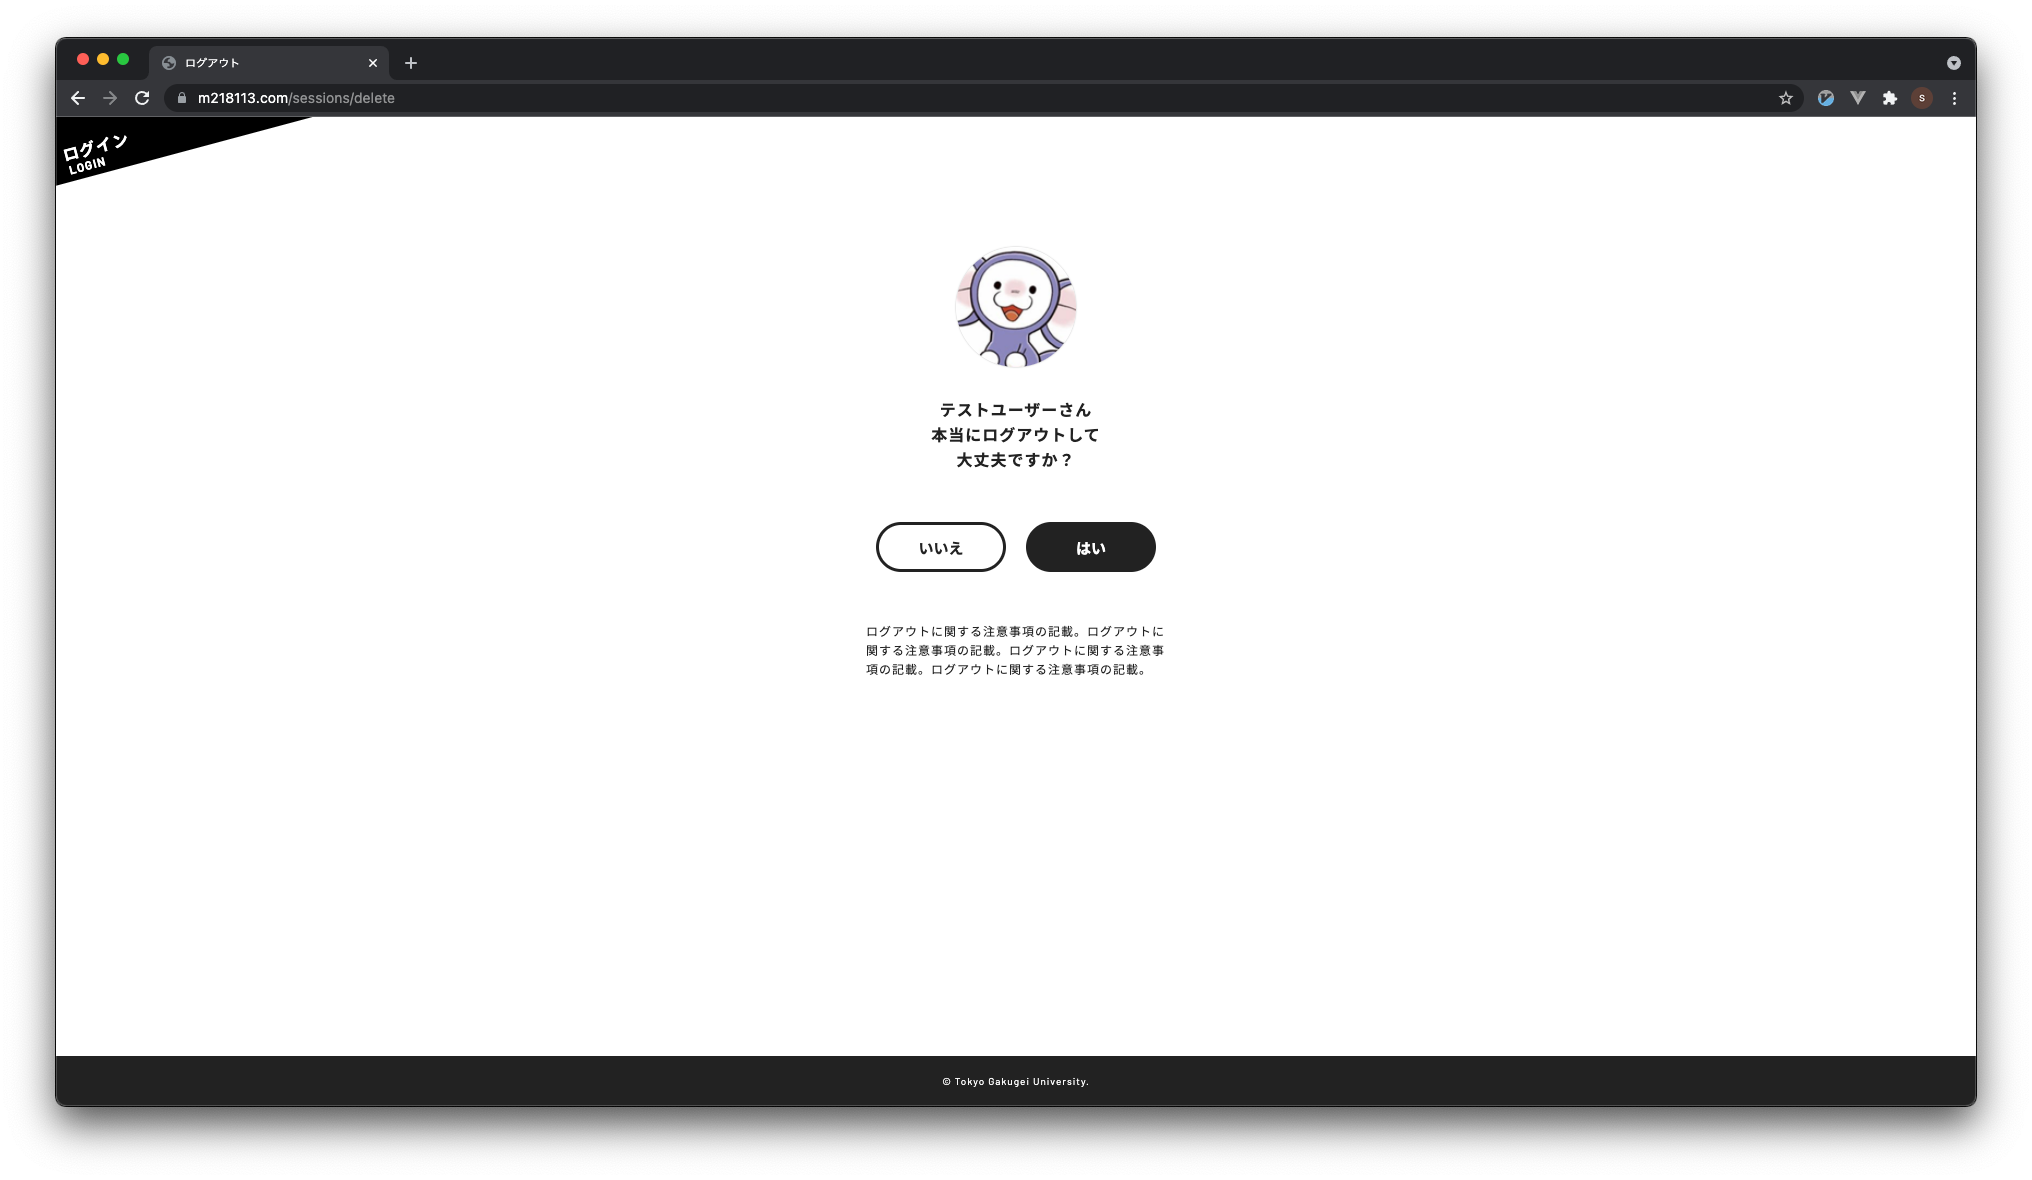 ログアウト
m218113.com/sessions/delete
S
ログイン
LOGIN
テストユーザーさん
本当にログアウトして
大丈夫ですか？
いいえ
はい
ログアウトに関する注意事項の記載。ログアウトに
関する注意事項の記載。ログアウトに関する注意事
項の記載。ログアウトに関する注意事項の記載。
© Tokyo Gakugei University.